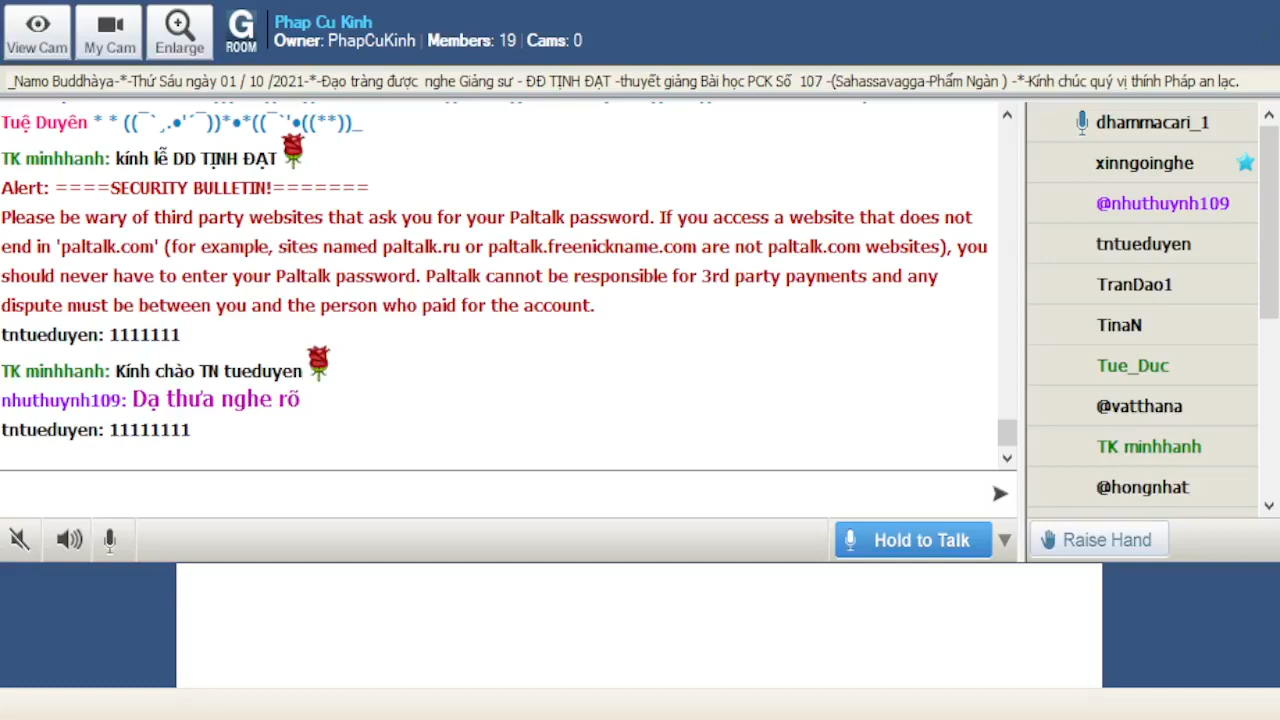 View Cam
My Cam
Enlarge
G
ROOM
Phap Cu Kinh
Owner: PhapCuKinh | Members: 19 | Cams: 0
_Namo Buddhàya-*-Thứ Sáu ngày 01 / 10 /2021-*-Đạo tràng được nghe Giảng sư - ĐĐ TỊNH ĐẠT -thuyết giảng Bài học PCK Số 107 -(Sahassavagga-Phẩm Ngàn ) -*-Kính chúc quý vị thính Pháp an lạc.
Tuệ Duyên * * ((¯`¸.●'´¯))*●*((¯`'●((**))_
TK minhhanh: kính lễ DD TỊNH ĐẠT
Alert: ====SECURITY BULLETIN!=======
Please be wary of third party websites that ask you for your Paltalk password. If you access a website that does not
end in 'paltalk.com' (for example, sites named paltalk.ru or paltalk.freenickname.com are not paltalk.com websites), you
should never have to enter your Paltalk password. Paltalk cannot be responsible for 3rd party payments and any
dispute must be between you and the person who paid for the account.
tntueduyen: 1111111
TK minhhanh: Kính chào TN tueduyen
nhuthuynh109: Dạ thưa nghe rõ
tntueduyen: 11111111
Hold to Talk
dhammacari_1
xinngoinghe
@nhuthuynh109
tntueduyen
TranDao1
TinaN
Tue_Duc
@vatthana
TK minhhanh
@hongnhat
Raise Hand